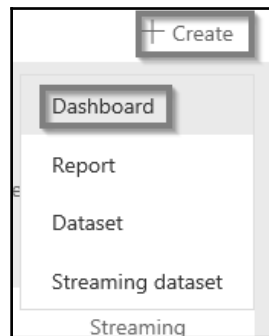 + Create
Dashboard
Report
e
Dataset
Streaming dataset
Streaming